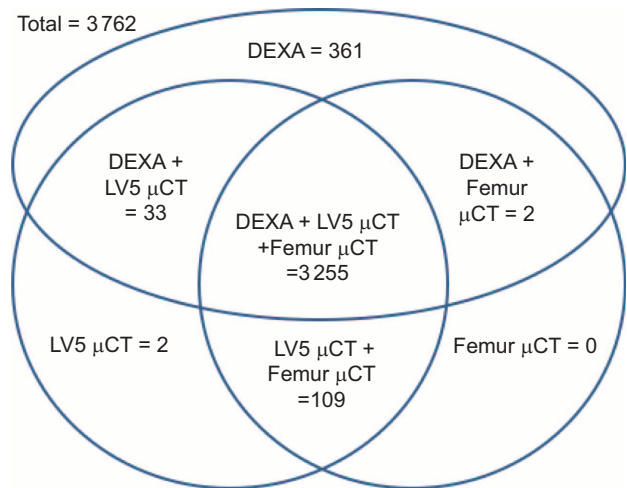 Total = 3 762
DEXA = 361
DEXA +
LV5 μCT
= 33
DEXA +
Femur
μCT = 2
DEXA + LV5 μCT
+Femur μCT
=3 255
LV5 μCT = 2
LV5 μCT +
Femur μCT
=109
Femur μCT = 0